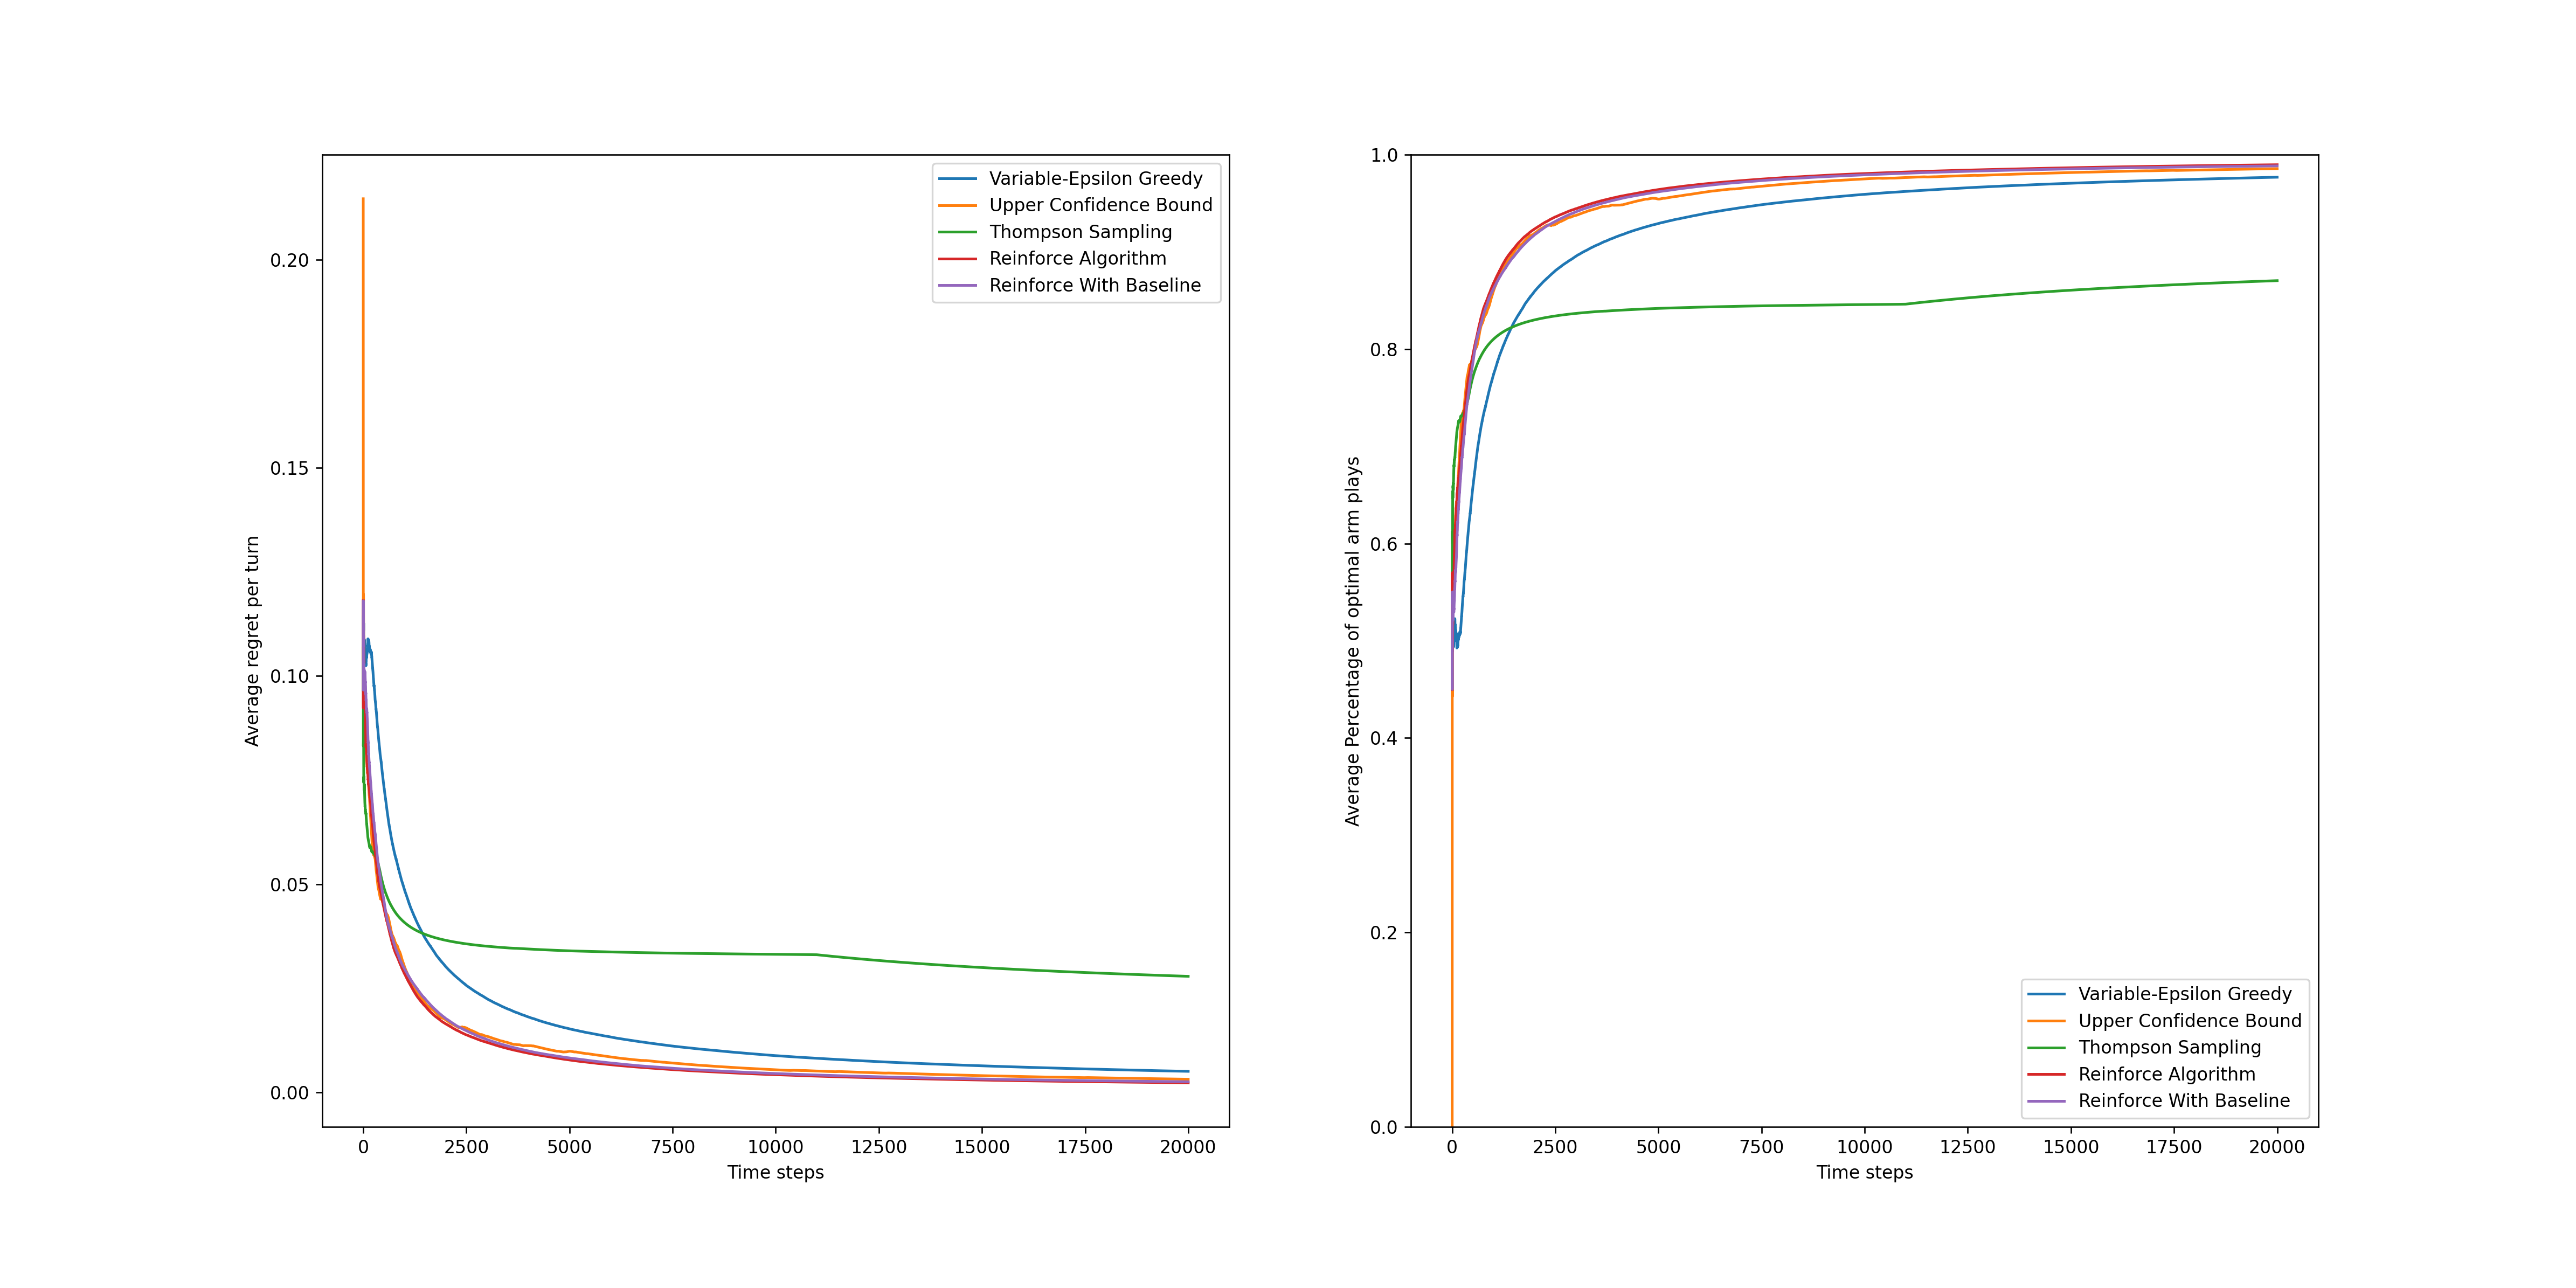 Average regret per turn
0.20
0.15
0.10
0.05
0.00
Variable-Epsilon Greedy
Upper Confidence Bound
Thompson Sampling
Reinforce Algorithm
Reinforce With Baseline
0 2500 5000 7500 10000 12500 15000 17500 20000
Time steps
Average Percentage of optimal arm plays
1.0
0.8
0.6
0.4
0.2
0.0
Variable-Epsilon Greedy
Upper Confidence Bound
Thompson Sampling
Reinforce Algorithm
Reinforce With Baseline
0 2500 5000 7500 10000 12500 15000 17500 20000
Time steps